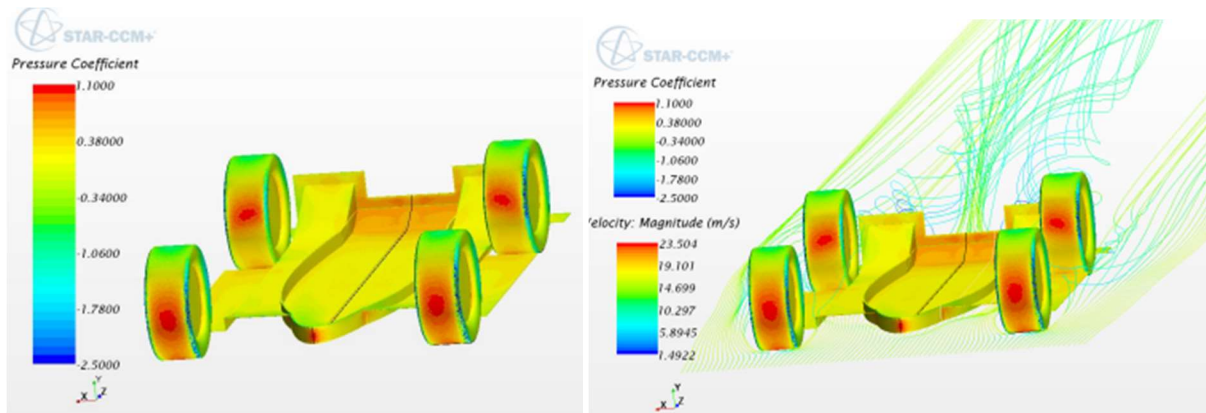 STAR-CCM+
Pressure Coefficient
1.1000
0.38000
-0.34000
-1.0600
-1.7800
-2.5000
Y
X Z
STAR-CCM+
Pressure Coefficient
1.1000
0.38000
-0.34000
-1.0600
-1.7800
-2.5000
Velocity: Magnitude (m/s)
23.504
19.101
14.699
10.297
5.8945
1.4922
Y
X Z